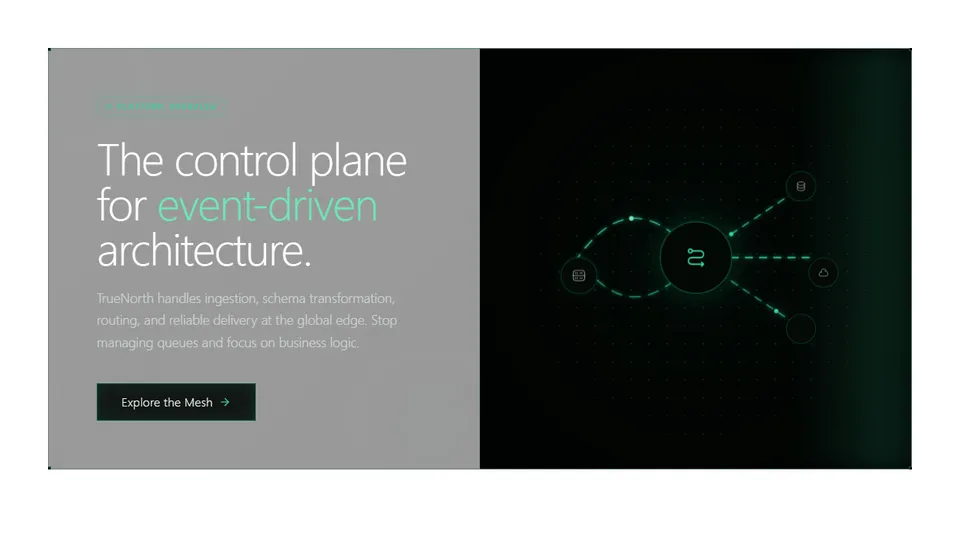 The control plane
for event-driven
architecture.
TrueNorth handles ingestion, schema transformation,
routing, and reliable delivery at the global edge. Stop
managing queues and focus on business logic.
Explore the Mesh